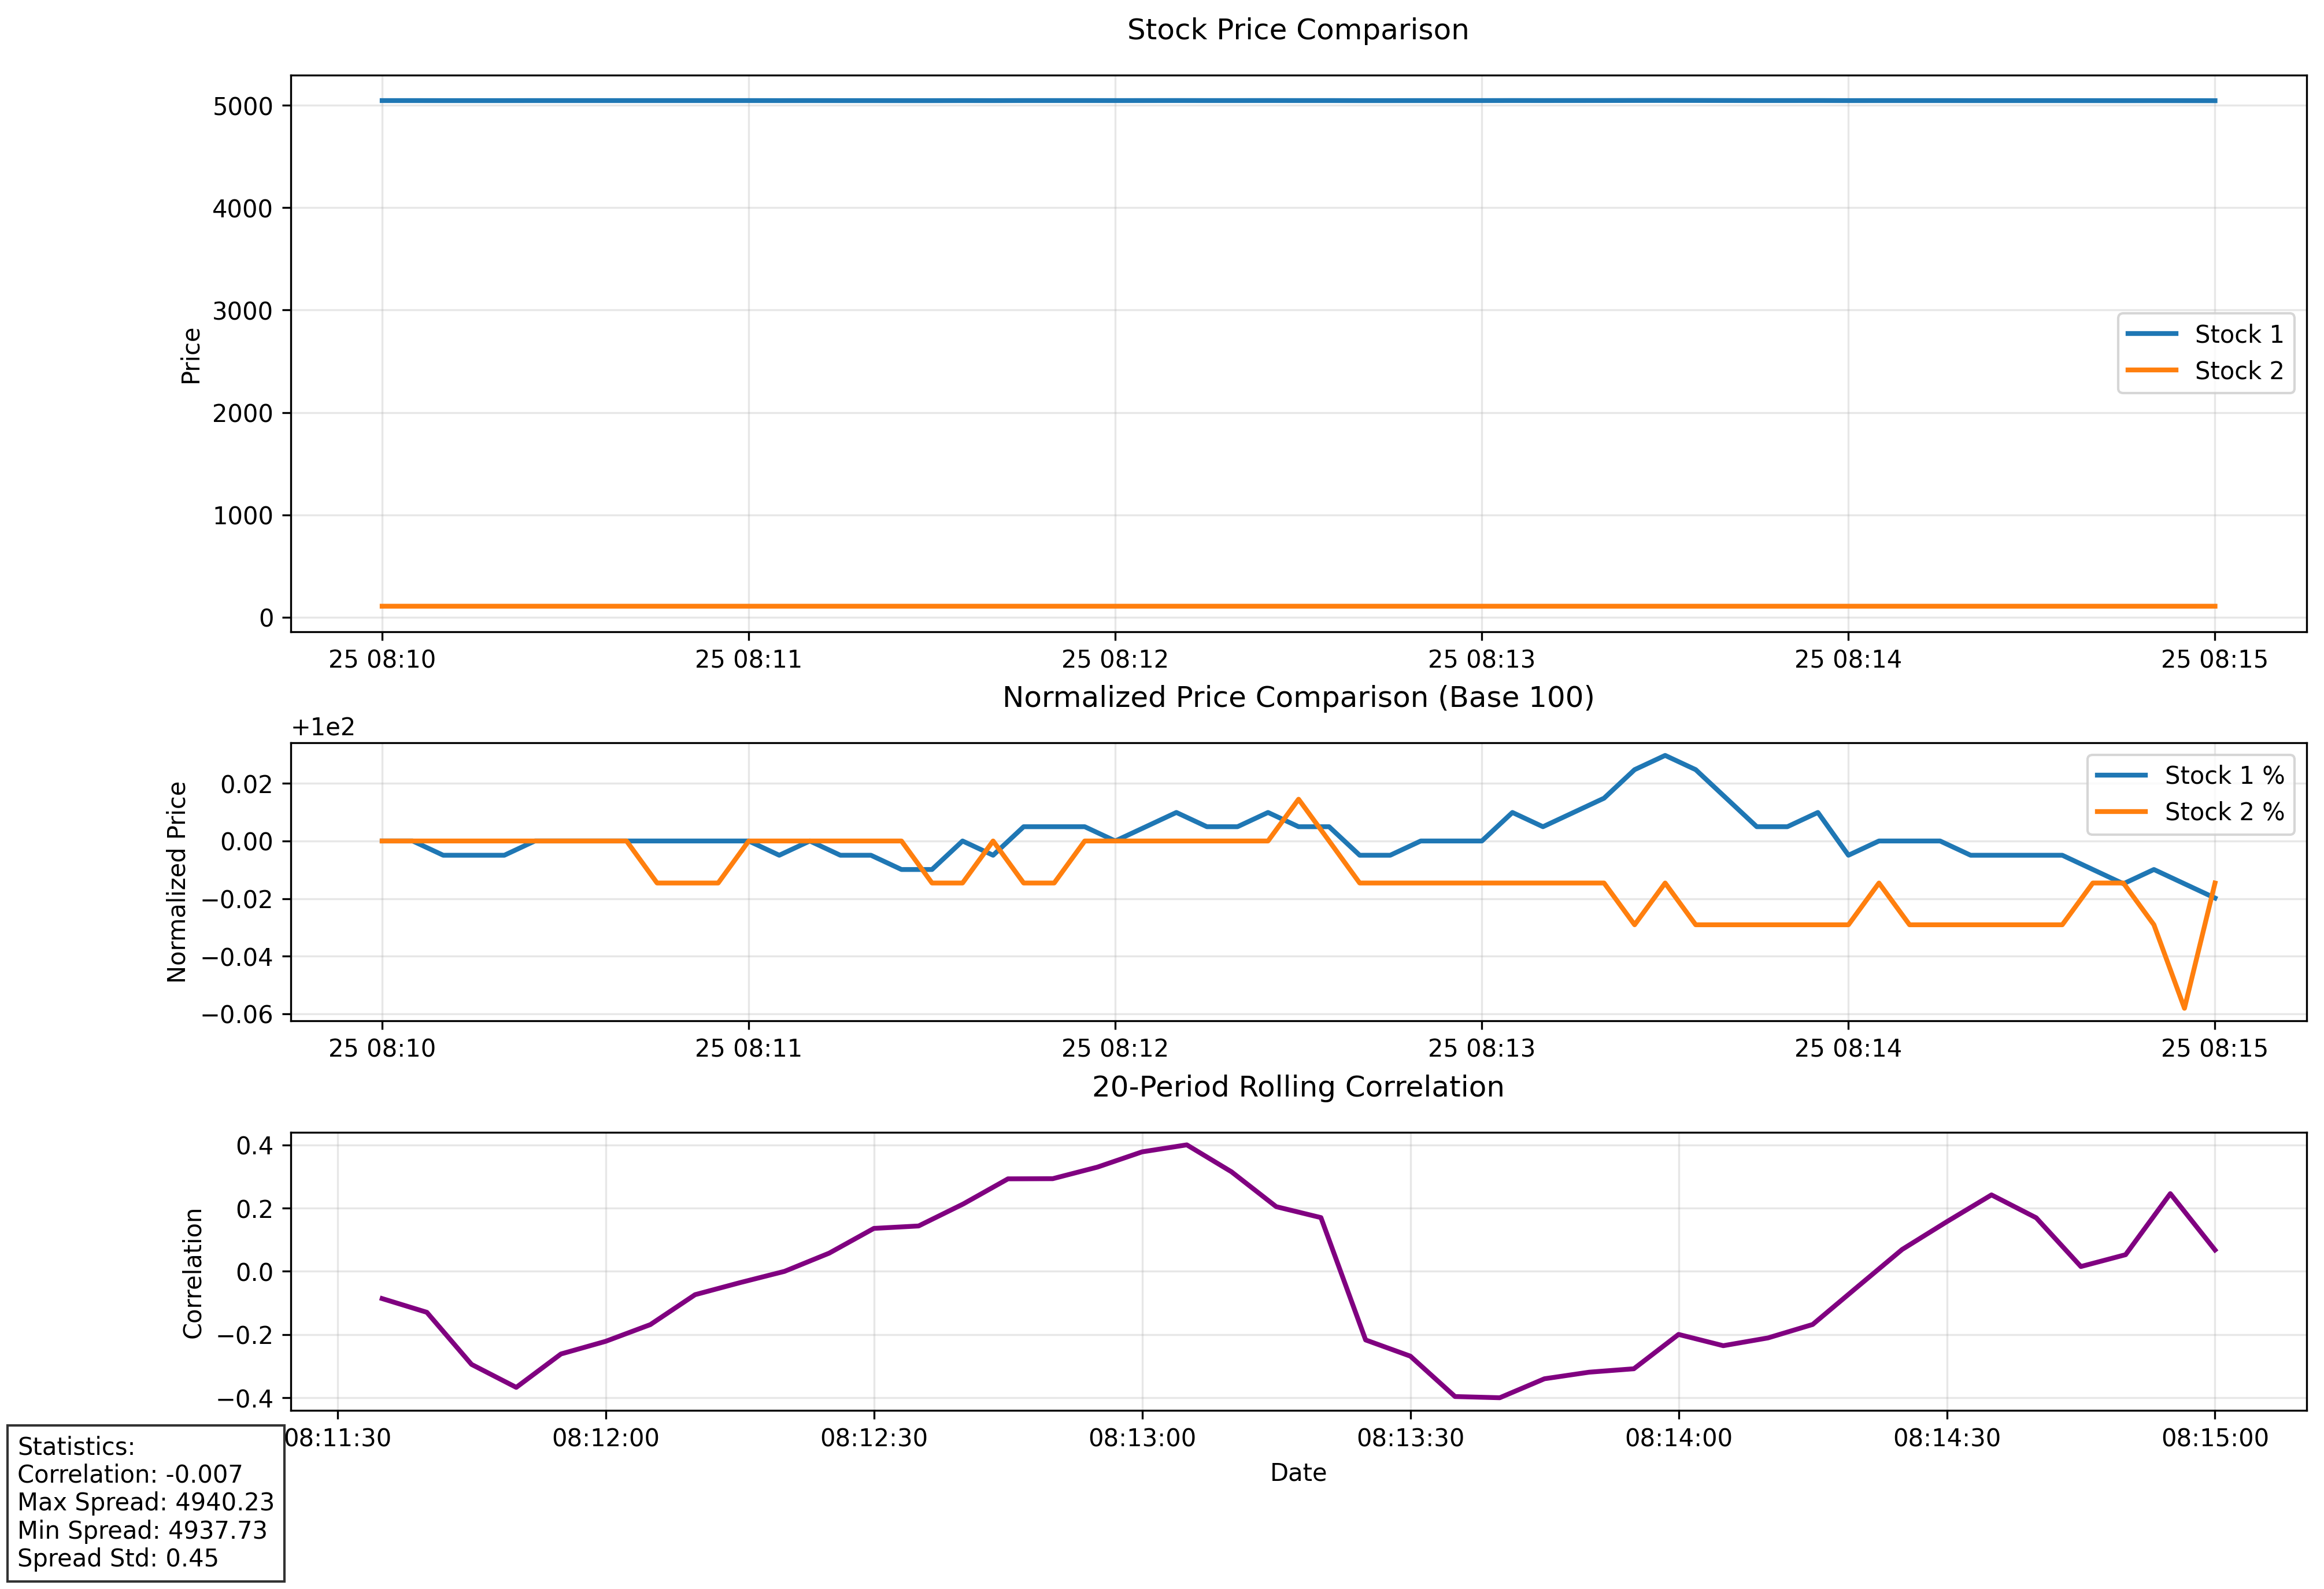 Stock Price Comparison
5000
4000
3000
2000
1000
0
Price
Stock 1
Stock 2
25 08:10 25 08:11 25 08:12 25 08:13 25 08:14 25 08:15
Normalized Price Comparison (Base 100)
+1e2
0.02
0.00
−0.02
−0.04
−0.06
Normalized Price
Stock 1 %
Stock 2 %
25 08:10 25 08:11 25 08:12 25 08:13 25 08:14 25 08:15
20-Period Rolling Correlation
0.4
0.2
0.0
−0.2
−0.4
Correlation
08:11:30 08:12:00 08:12:30 08:13:00 08:13:30 08:14:00 08:14:30 08:15:00
Date
Statistics:
Correlation: -0.007
Max Spread: 4940.23
Min Spread: 4937.73
Spread Std: 0.45